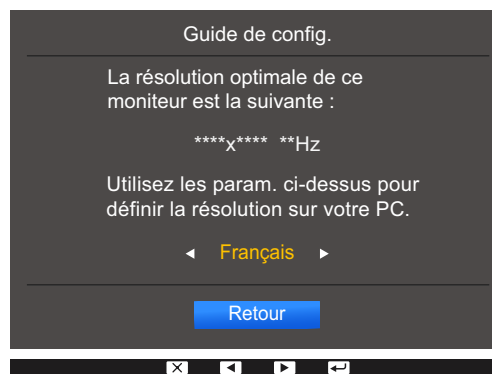 Guide de config.
La résolution optimale de ce
moniteur est la suivante :
****x**** **Hz
Utilisez les param. ci-dessus pour
définir la résolution sur votre PC.
Français
Retour